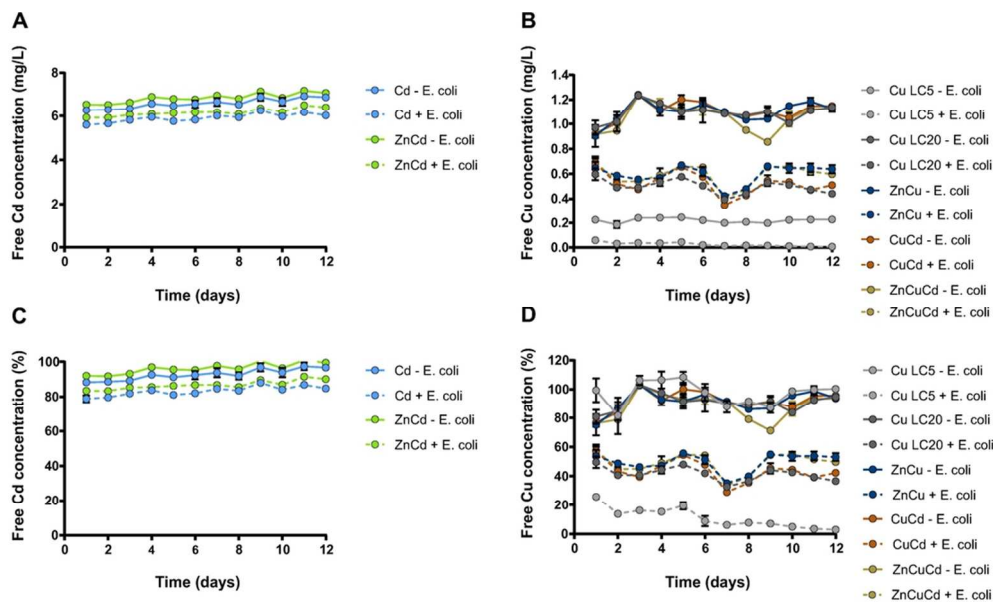 A
Free Cd concentration (mg/L)
8
6
4
2
0
0 2 4 6 8 10 12
Time (days)
Cd - E. coli
Cd + E. coli
ZnCd - E. coli
ZnCd + E. coli
B
Free Cu concentration (mg/L)
1.4
1.2
1.0
0.8
0.6
0.4
0.2
0.0
0 2 4 6 8 10 12
Time (days)
Cu LC5 - E. coli
Cu LC5 + E. coli
Cu LC20 - E. coli
Cu LC20 + E. coli
ZnCu - E. coli
ZnCu + E. coli
CuCd - E. coli
CuCd + E. coli
ZnCuCd - E. coli
ZnCuCd + E. coli
C
Free Cd concentration (%)
100
80
60
40
20
0
0 2 4 6 8 10 12
Time (days)
Cd - E. coli
Cd + E. coli
ZnCd - E. coli
ZnCd + E. coli
D
Free Cu concentration (%)
120
100
80
60
40
20
0
0 2 4 6 8 10 12
Time (days)
Cu LC5 - E. coli
Cu LC5 + E. coli
Cu LC20 - E. coli
Cu LC20 + E. coli
ZnCu - E. coli
ZnCu + E. coli
CuCd - E. coli
CuCd + E. coli
ZnCuCd - E. coli
ZnCuCd + E. coli